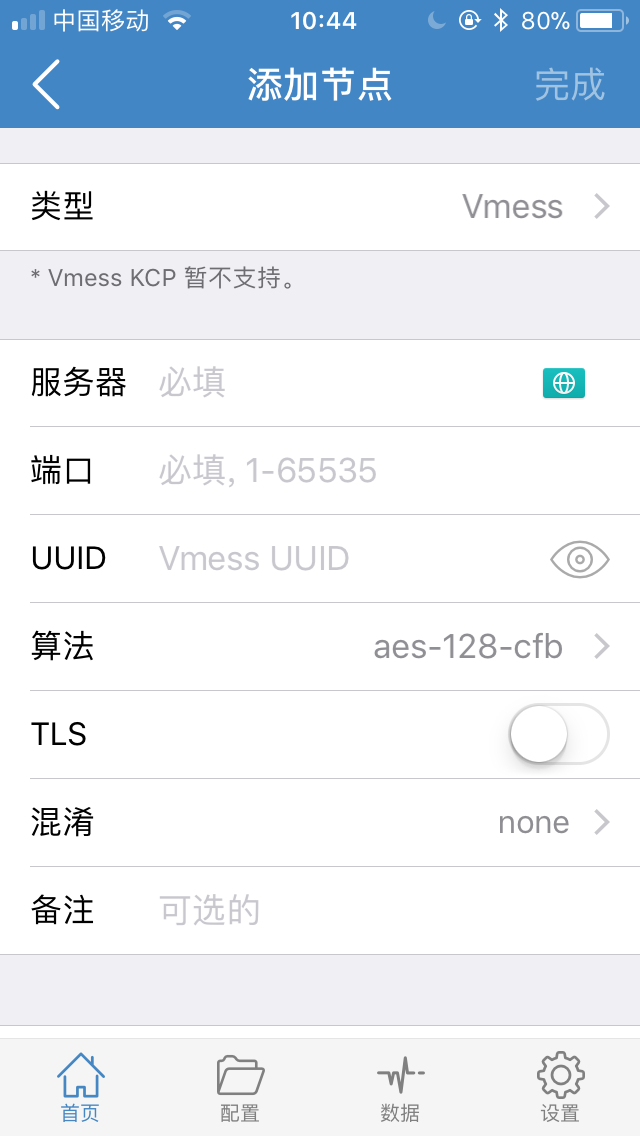 中国移动 10:44 80%
添加节点 完成
类型 Vmess
* Vmess KCP 暂不支持。
服务器 必填
端口 必填, 1-65535
UUID Vmess UUID
算法 aes-128-cfb
TLS
混淆 none
备注 可选的
首页 配置 数据 设置